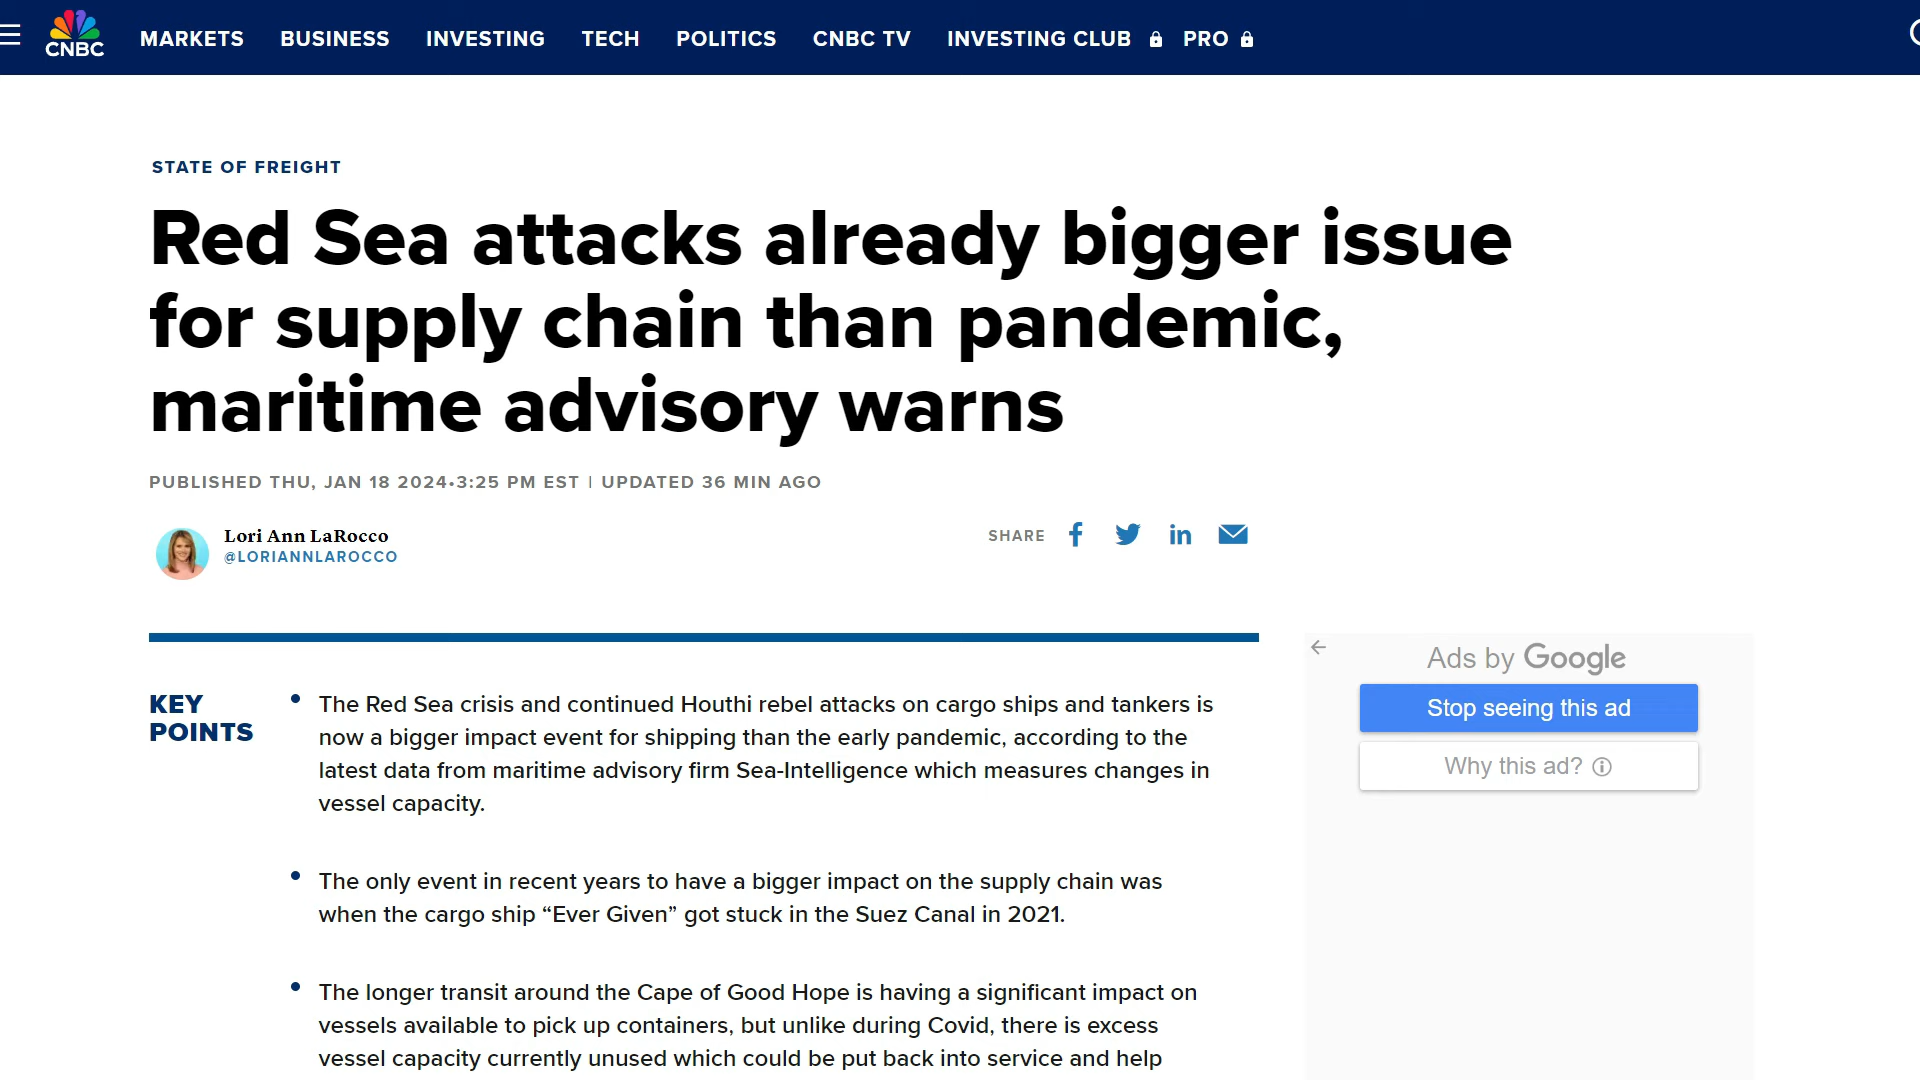 CNBC
MARKETS BUSINESS INVESTING TECH POLITICS CNBC TV INVESTING CLUB PRO
STATE OF FREIGHT
Red Sea attacks already bigger issue
for supply chain than pandemic,
maritime advisory warns
PUBLISHED THU, JAN 18 2024•3:25 PM EST | UPDATED 36 MIN AGO
Lori Ann LaRocco
@LORIANNLAROCCO
SHARE
KEY
POINTS
The Red Sea crisis and continued Houthi rebel attacks on cargo ships and tankers is
now a bigger impact event for shipping than the early pandemic, according to the
latest data from maritime advisory firm Sea-Intelligence which measures changes in
vessel capacity.
The only event in recent years to have a bigger impact on the supply chain was
when the cargo ship “Ever Given” got stuck in the Suez Canal in 2021.
The longer transit around the Cape of Good Hope is having a significant impact on
vessels available to pick up containers, but unlike during Covid, there is excess
vessel capacity currently unused which could be put back into service and help
Ads by Google
Stop seeing this ad
Why this ad?